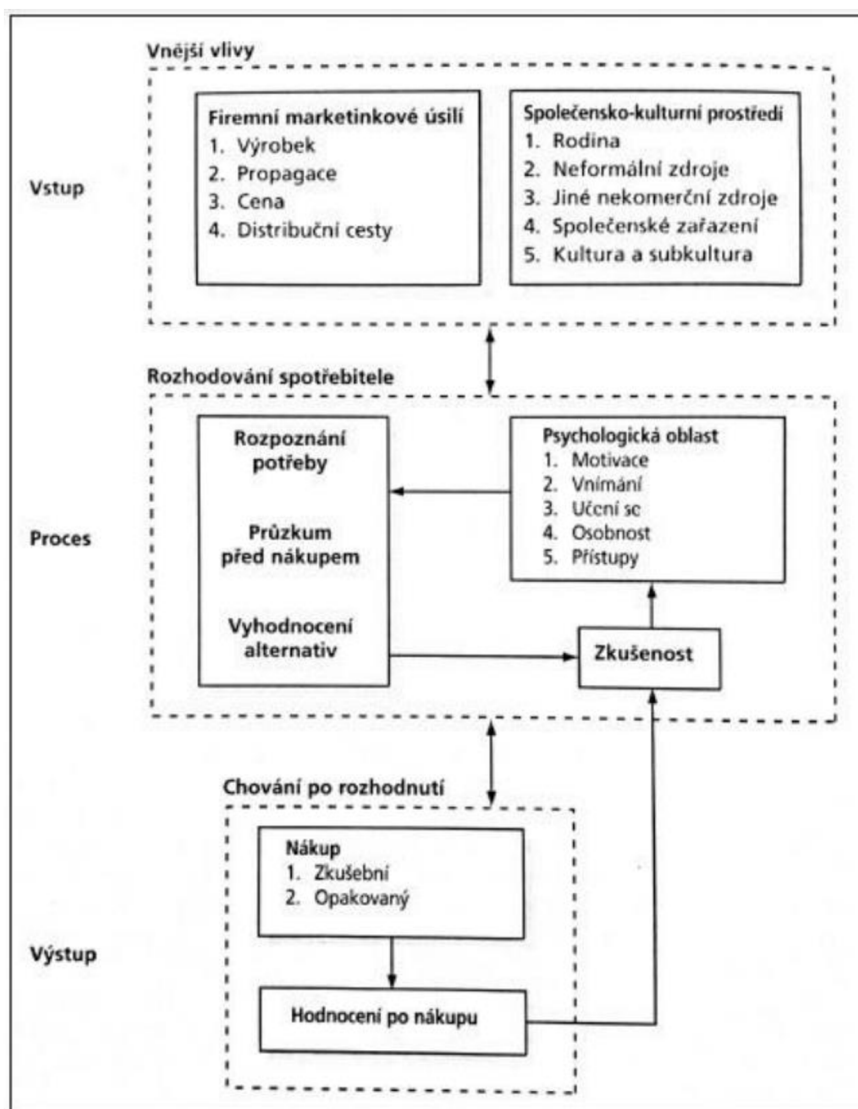 Vnější vlivy
Vstup
Firemní marketinkové úsilí
1. Výrobek
2. Propagace
3. Cena
4. Distribuční cesty
Společensko-kulturní prostředí
1. Rodina
2. Neformální zdroje
3. Jiné nekomerční zdroje
4. Společenské zařazení
5. Kultura a subkultura
Rozhodování spotřebitele
Proces
Rozpoznání
potřeby
Průzkum
před nákupem
Vyhodnocení
alternativ
Psychologická oblast
1. Motivace
2. Vnímání
3. Učení se
4. Osobnost
5. Přístupy
Zkušenost
Chování po rozhodnutí
Výstup
Nákup
1. Zkušební
2. Opakovaný
Hodnocení po nákupu